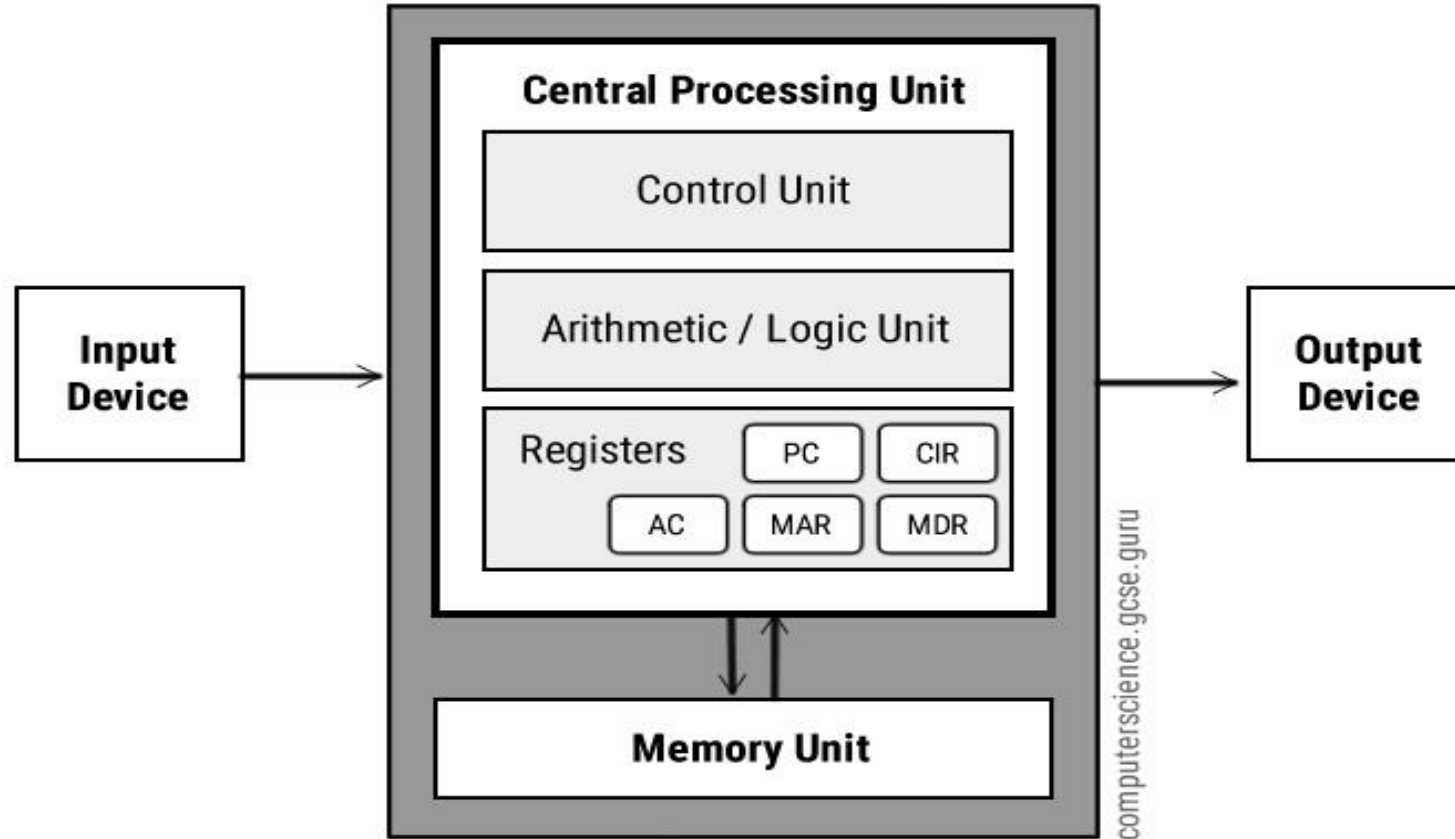 Central Processing Unit
Control Unit
Arithmetic / Logic Unit
Input
Device
Output
Device
Registers
PC
CIR
AC
MAR
MDR
Memory Unit
computerscience.gcse.guru